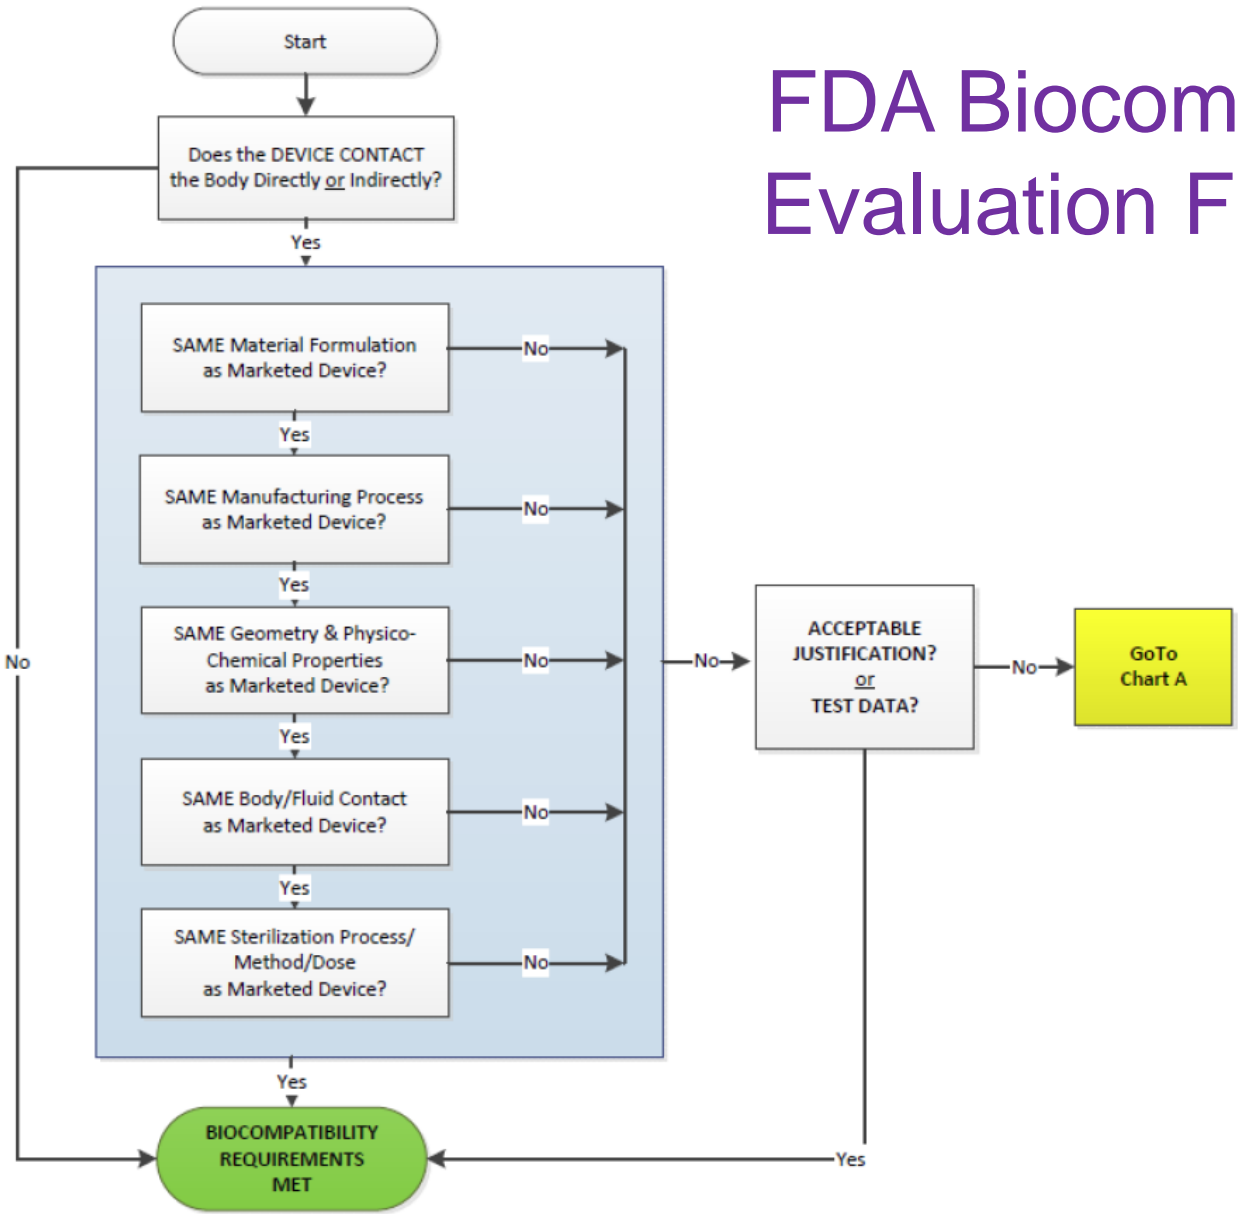 Start
FDA Biocom
Evaluation F
Does the DEVICE CONTACT
the Body Directly or Indirectly?
Yes
SAME Material Formulation
as Marketed Device?
No
Yes
SAME Manufacturing Process
as Marketed Device?
No
Yes
SAME Geometry & Physico-
Chemical Properties
as Marketed Device?
No
Yes
SAME Body/Fluid Contact
as Marketed Device?
No
Yes
SAME Sterilization Process/
Method/Dose
as Marketed Device?
No
No
No
ACCEPTABLE
JUSTIFICATION?
or
TEST DATA?
No
GoTo
Chart A
Yes
BIOCOMPATIBILITY
REQUIREMENTS
MET
Yes